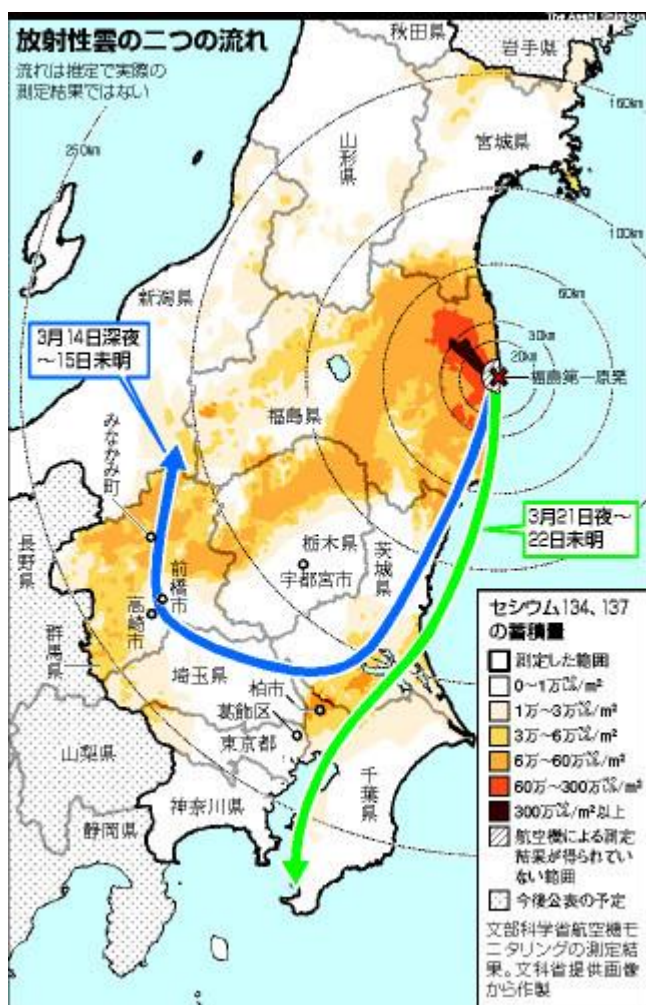 The Asahi Shimbun
放射性雲の二つの流れ
流れは推定で実際の
測定結果ではない
秋田県
岩手県
250km
160km
山形県
宮城県
100km
新潟県
60km
3月14日深夜
～15日未明
30km
20km
福島第一原発
福島県
みなかみ町
3月21日夜～
22日未明
長野県
栃木県
茨城県
宇都宮市
前橋市
高崎市
群馬県
埼玉県
柏市
葛飾区
東京都
山梨県
千葉県
神奈川県
静岡県
セシウム134、137
の蓄積量
測定した範囲
0～1万ベクレル/m²
1万～3万ベクレル/m²
3万～6万ベクレル/m²
6万～60万ベクレル/m²
60万～300万ベクレル/m²
300万ベクレル/m²以上
航空機による測定
結果が得られてい
ない範囲
今後公表の予定
文部科学省航空機モ
ニタリングの測定結
果。文科省提供画像
から作製